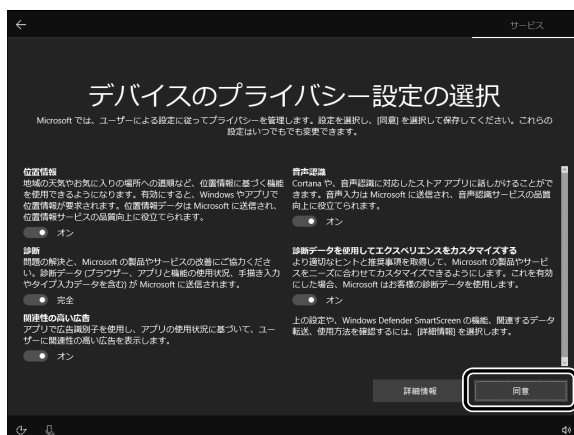 サービス
デバイスのプライバシー設定の選択
Microsoft では、ユーザーによる設定に従ってプライバシーを管理します。設定を選択し、[同意] を選択して保存してください。これらの
設定はいつでもでも変更できます。
位置情報
地域の天気やお気に入りの場所への道順など、位置情報に基づく機能
を使用できるようになります。有効にすると、Windows やアプリで
位置情報が要求されます。位置情報データは Microsoft に送信され、
位置情報サービスの品質向上に役立てられます。
オン
診断
問題の解決と、Microsoft の製品やサービスの改善にご協力くださ
い。診断データ (ブラウザー、アプリと機能の使用状況、手描き入力
やタイプ入力データを含む) が Microsoft に送信されます。
完全
関連性の高い広告
アプリで広告識別子を使用し、アプリの使用状況に基づいて、ユー
ザーに関連性の高い広告を表示します。
オン
音声認識
Cortana や、音声認識に対応したストア アプリに話しかけることがで
きます。音声入力は Microsoft に送信され、音声認識サービスの品質
向上に役立てられます。
オン
診断データを使用してエクスペリエンスをカスタマイズする
より適切なヒントと推奨事項を取得して、Microsoft の製品やサービ
スをニーズに合わせてカスタマイズできるようにします。これを有効
にした場合、Microsoft はお客様の診断データを使用します。
オン
上の設定や、Windows Defender SmartScreen の機能、関連するデータ
転送、使用方法を確認するには、[詳細情報] を選択します。
詳細情報
同意